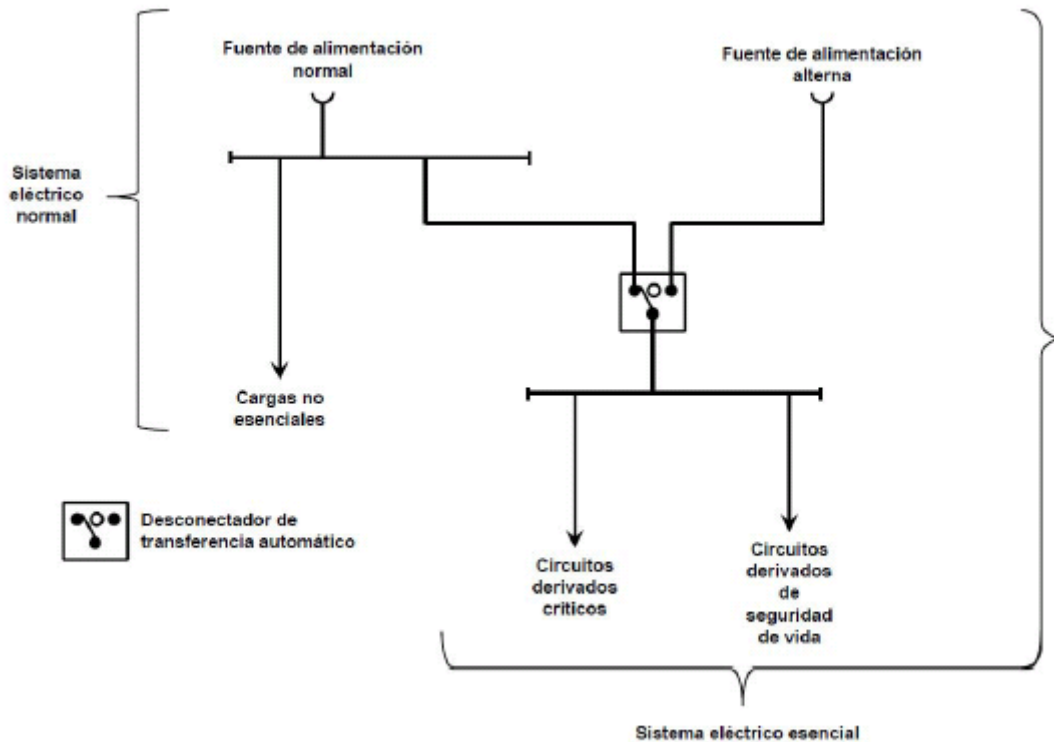 Fuente de alimentación
normal
Fuente de alimentación
alterna
Sistema
eléctrico
normal
Cargas no
esenciales
Desconectador de
transferencia automático
Circuitos
derivados
críticos
Circuitos
derivados
de
seguridad
de vida
Sistema eléctrico esencial